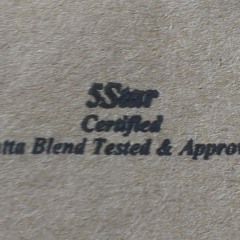 5Star
Certified
tta Blend Tested & Approv